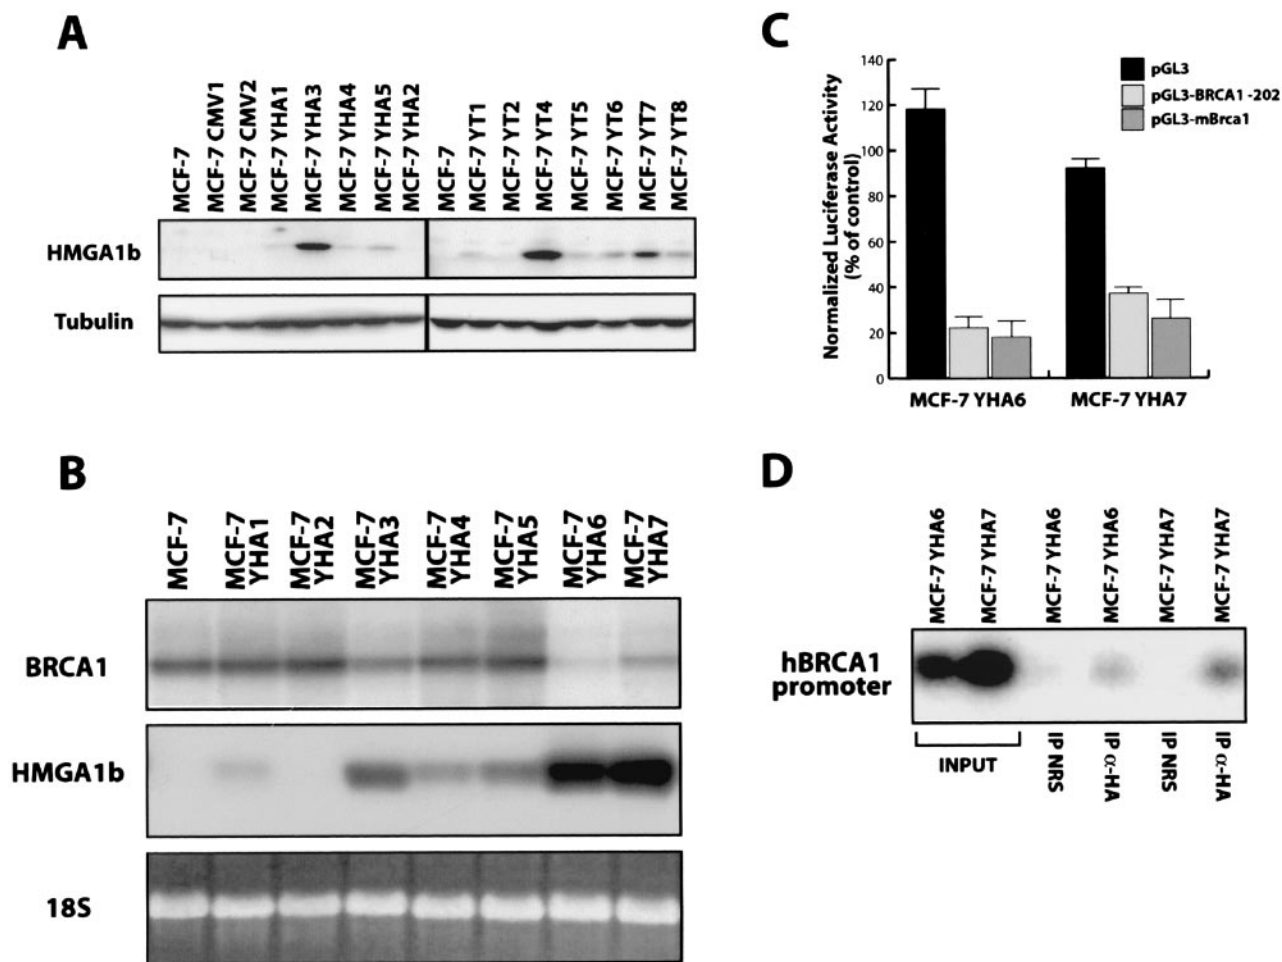 A
MCF-7
MCF-7 CMV1
MCF-7 CMV2
MCF-7 YHA1
MCF-7 YHA3
MCF-7 YHA4
MCF-7 YHA5
MCF-7 YHA2
MCF-7
MCF-7 YT1
MCF-7 YT2
MCF-7 YT4
MCF-7 YT5
MCF-7 YT6
MCF-7 YT7
MCF-7 YT8
HMGA1b
Tubulin
B
MCF-7
MCF-7
YHA1
MCF-7
YHA2
MCF-7
YHA3
MCF-7
YHA4
MCF-7
YHA5
MCF-7
YHA6
MCF-7
YHA7
BRCA1
HMGA1b
18S
C
Normalized Luciferase Activity
(% of control)
140
120
100
80
60
40
20
0
pGL3
pGL3-BRCA1 -202
pGL3-mBrca1
MCF-7 YHA6
MCF-7 YHA7
D
MCF-7 YHA6
MCF-7 YHA7
MCF-7 YHA6
MCF-7 YHA6
MCF-7 YHA7
MCF-7 YHA7
hBRCA1
promoter
INPUT
IP NRS
IP α-HA
IP NRS
IP α-HA